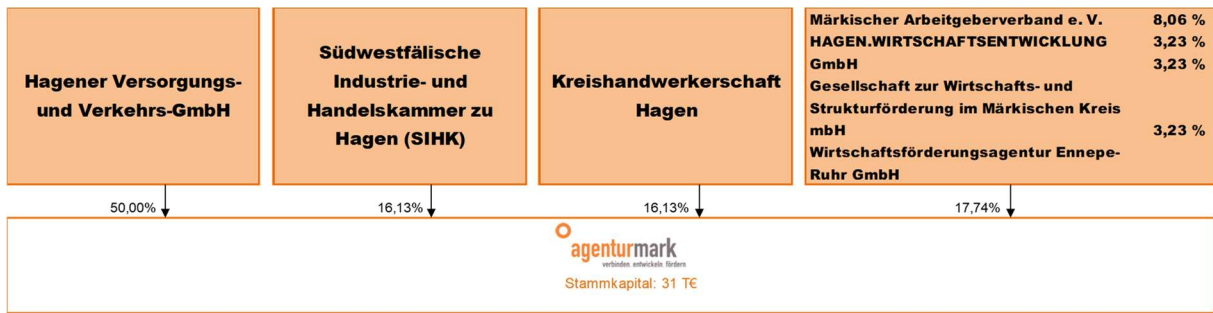 Hagener Versorgungs-
und Verkehrs-GmbH
Südwestfälische
Industrie- und
Handelskammer zu
Hagen (SIHK)
Kreishandwerkerschaft
Hagen
Märkischer Arbeitgeberverband e. V. 8,06 %
HAGEN.WIRTSCHAFTSENTWICKLUNG 3,23 %
GmbH 3,23 %
Gesellschaft zur Wirtschafts- und
Strukturförderung im Märkischen Kreis
mbH 3,23 %
Wirtschaftsförderungsagentur Ennepe-
Ruhr GmbH
50,00% 16,13% 16,13% 17,74%
agenturmark
verbinden. entwickeln. fördern
Stammkapital: 31 T€